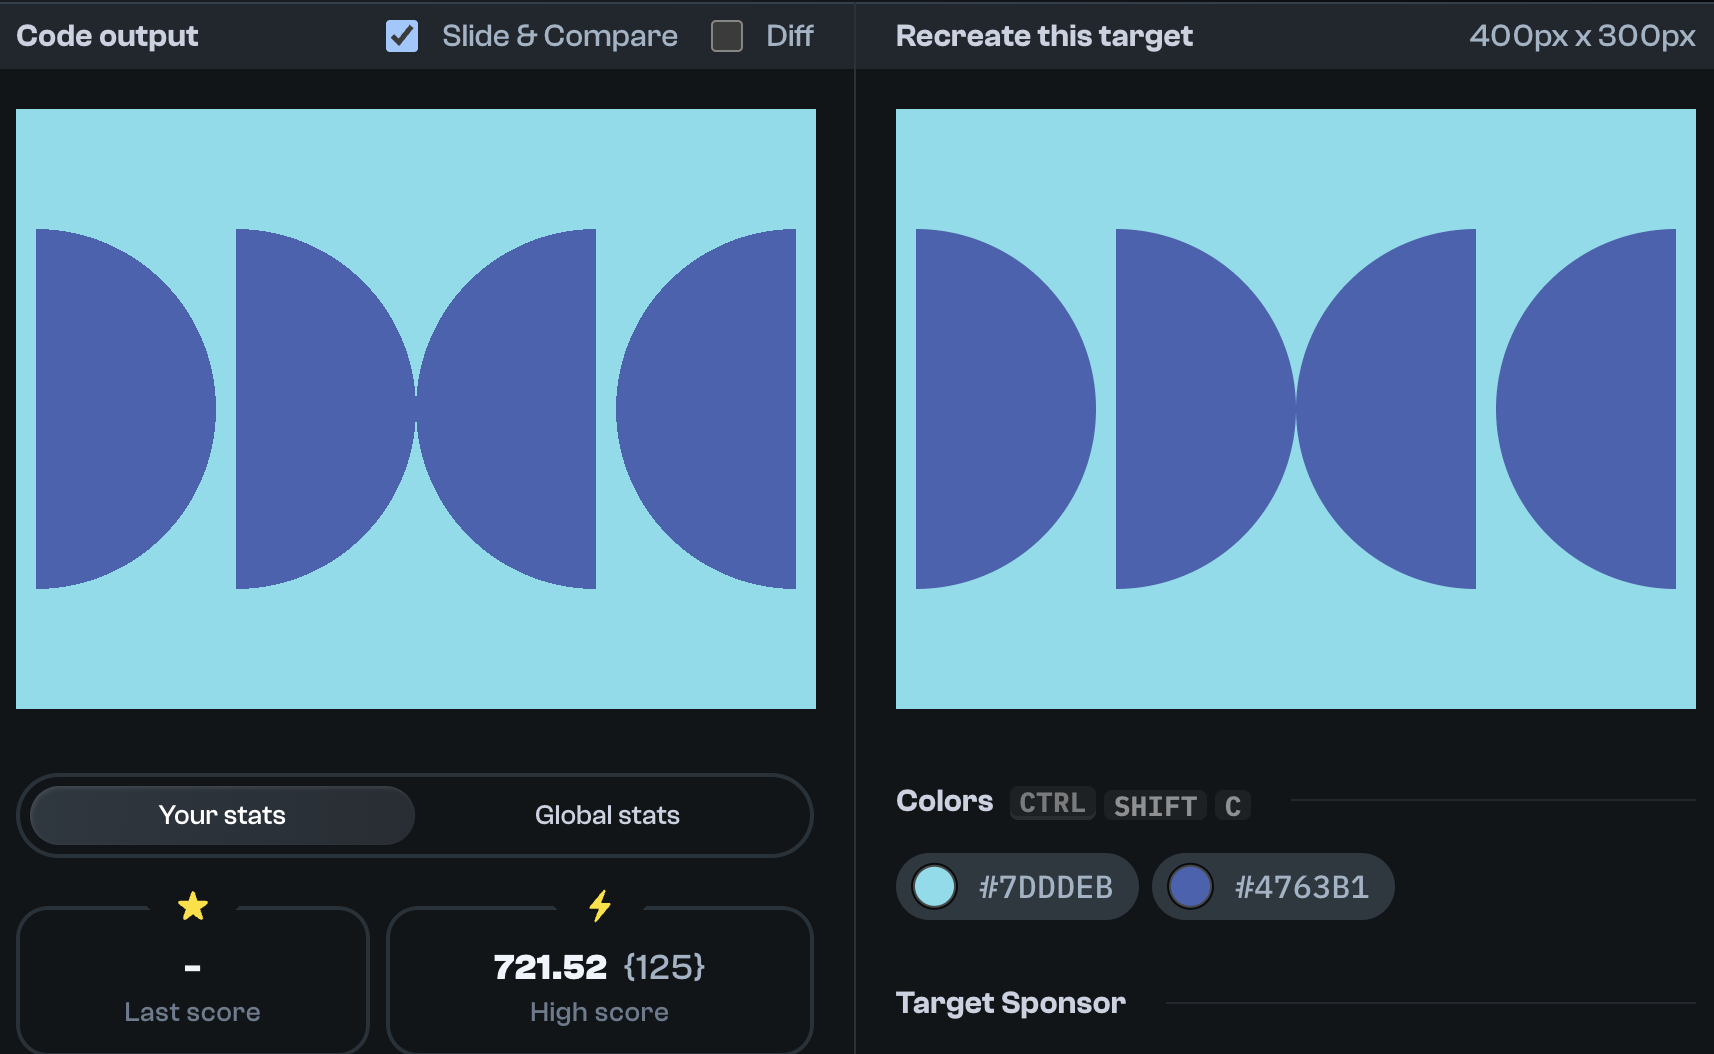 Code output
Slide & Compare
Diff
Recreate this target
400px x 300px
Your stats
Global stats
-
Last score
721.52 {125}
High score
Colors CTRL SHIFT C
#7DDDEB
#4763B1
Target Sponsor